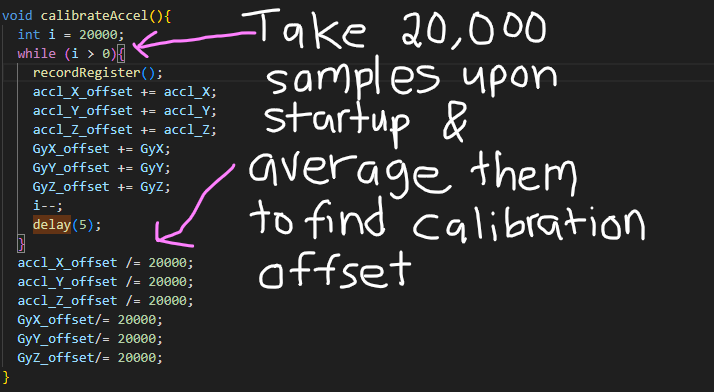 void calibrateAccel(){
  int i = 20000;
  while (i > 0){
    recordRegister();
    accl_X_offset += accl_X;
    accl_Y_offset += accl_Y;
    accl_Z_offset += accl_Z;
    GyX_offset += GyX;
    GyY_offset += GyY;
    GyZ_offset += GyZ;
    i--;
    delay(5);
  }
  accl_X_offset /= 20000;
  accl_Y_offset /= 20000;
  accl_Z_offset /= 20000;
  GyX_offset/= 20000;
  GyY_offset/= 20000;
  GyZ_offset/= 20000;
}
Take 20,000
samples upon
startup &
average them
to find calibration
offset